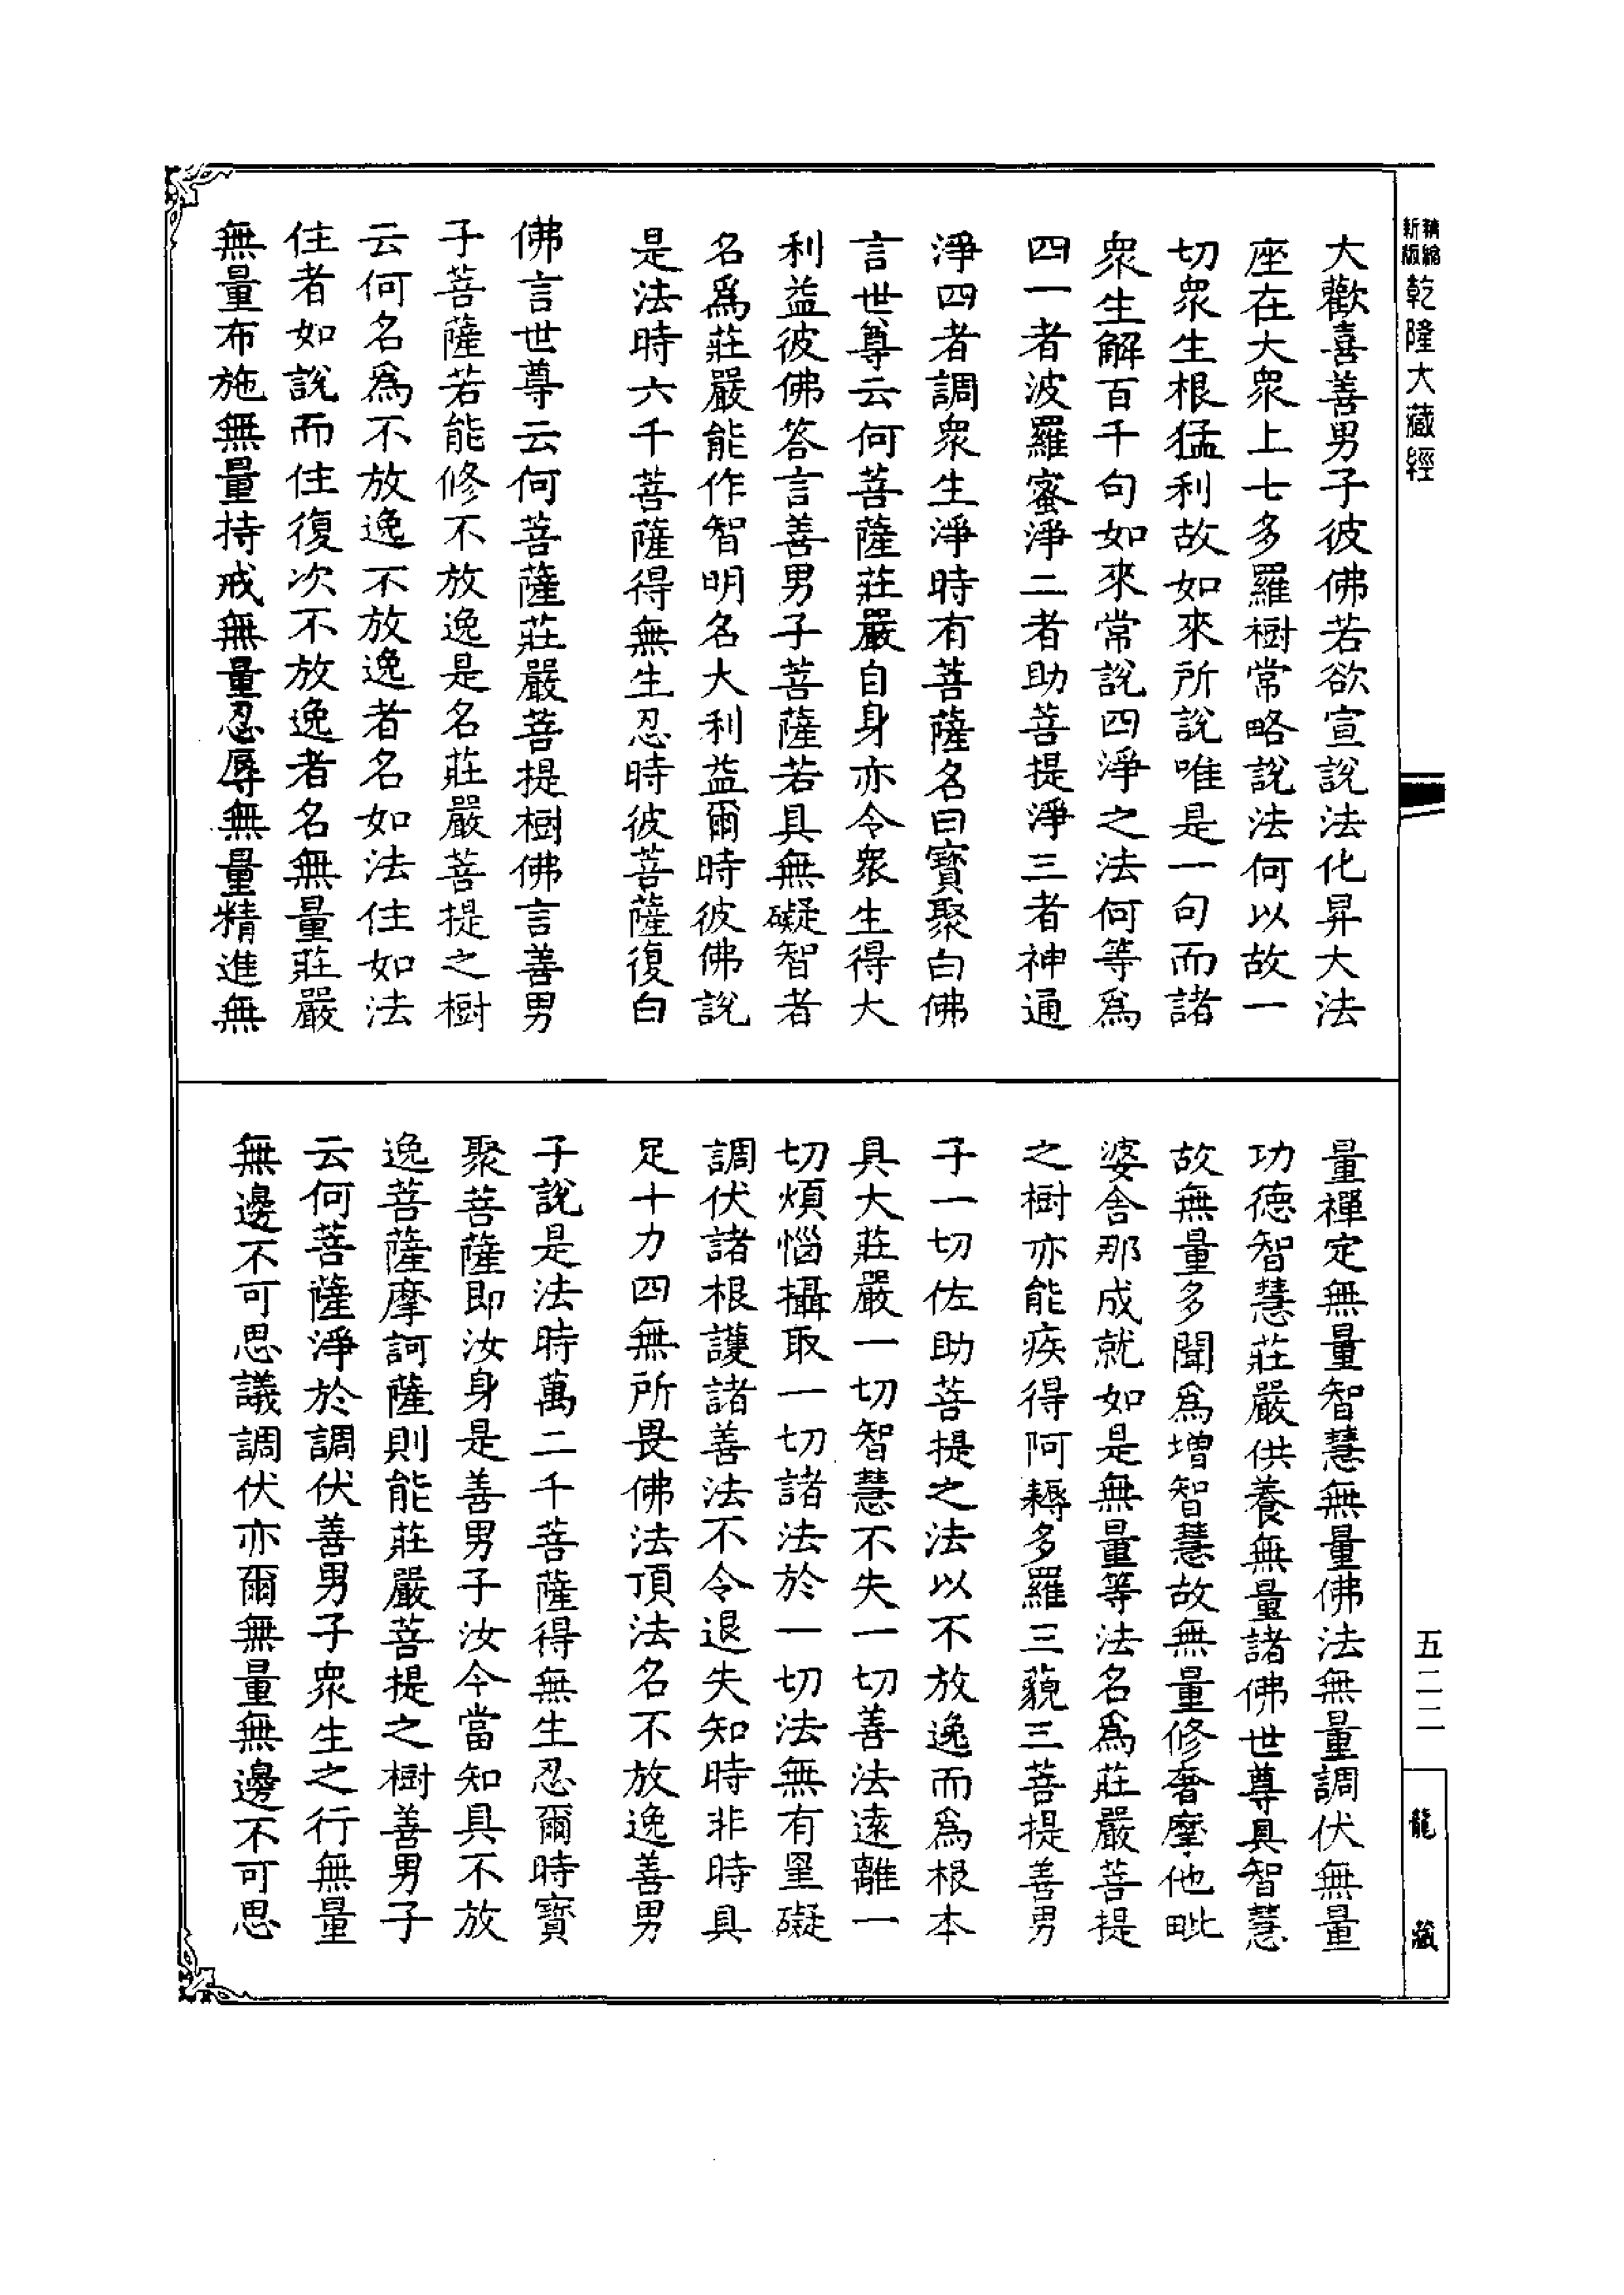 新版精縮乾隆大藏經
大歡喜善男子彼佛若欲宣說法化昇大法
座在大衆上七多羅樹常略說法何以故一
切衆生根猛利故如來所說唯是一句而諸
衆生解百千句如來常說四淨之法何等爲
四一者波羅蜜淨二者助菩提淨三者神通
淨四者調衆生淨時有菩薩名曰寶聚白佛
言世尊云何菩薩莊嚴自身亦令衆生得大
利益彼佛答言善男子菩薩若具無礙智者
名爲莊嚴能作智明名大利益爾時彼佛說
是法時六千菩薩得無生忍時彼菩薩復白
佛言世尊云何菩薩莊嚴菩提樹佛言善男
子菩薩若能修不放逸是名莊嚴菩提之樹
云何名爲不放逸不放逸者名如法住如法
住者如說而住復次不放逸者名無量莊嚴
無量布施無量持戒無量忍辱無量精進無
量禪定無量智慧無量佛法無量調伏無量
功德智慧莊嚴供養無量諸佛世尊具智慧
故無量多聞爲增智慧故無量修奢摩他毗
婆舍那成就如是無量等法名爲莊嚴菩提
之樹亦能疾得阿耨多羅三藐三菩提善男
子一切佐助菩提之法以不放逸而爲根本
具大莊嚴一切智慧不失一切善法遠離一
切煩惱攝取一切諸法於一切法無有罣礙
調伏諸根護諸善法不令退失知時非時具
足十力四無所畏佛法頂法名不放逸善男
子說是法時萬二千菩薩得無生忍爾時寶
聚菩薩即汝身是善男子汝今當知具不放
逸菩薩摩訶薩則能莊嚴菩提之樹善男子
云何菩薩淨於調伏善男子衆生之行無量
無邊不可思議調伏亦爾無量無邊不可思
五二二
龍藏